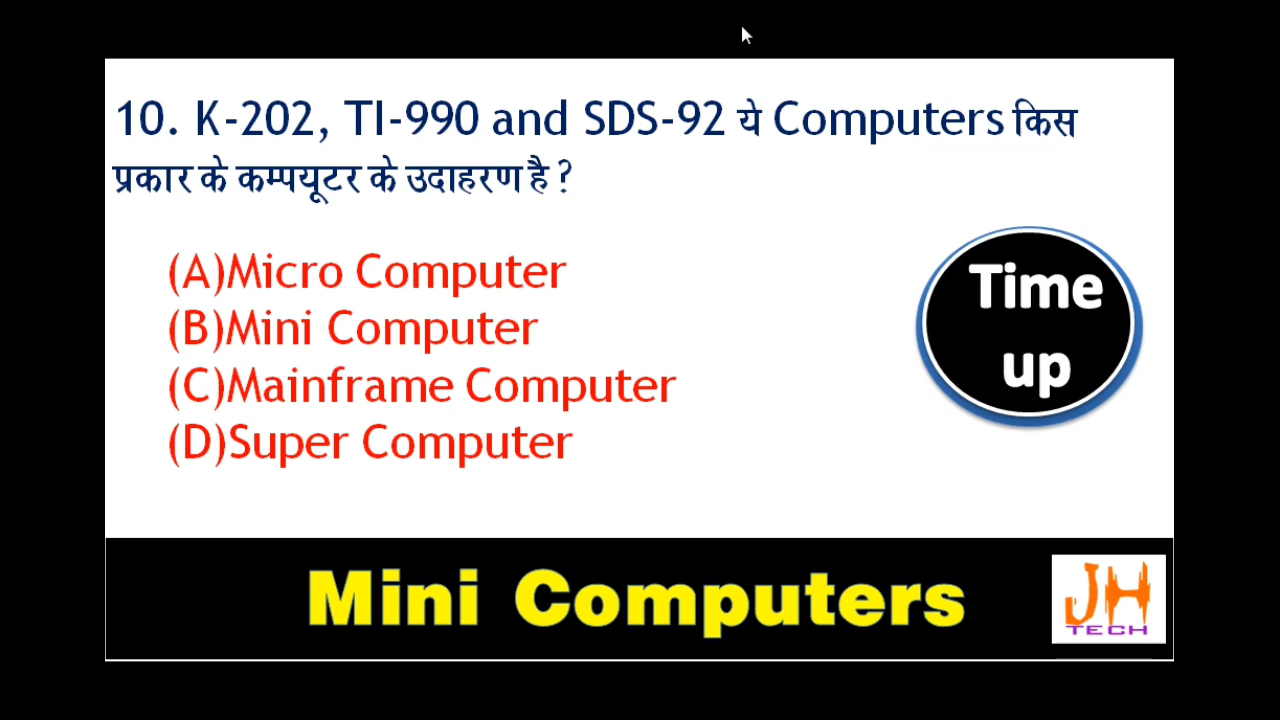 10. K-202, TI-990 and SDS-92 ये Computers किस
प्रकार के कम्पयूटर के उदाहरण है ?
(A)Micro Computer
(B)Mini Computer
(C)Mainframe Computer
(D)Super Computer
Time
up
Mini Computers
JH
TECH